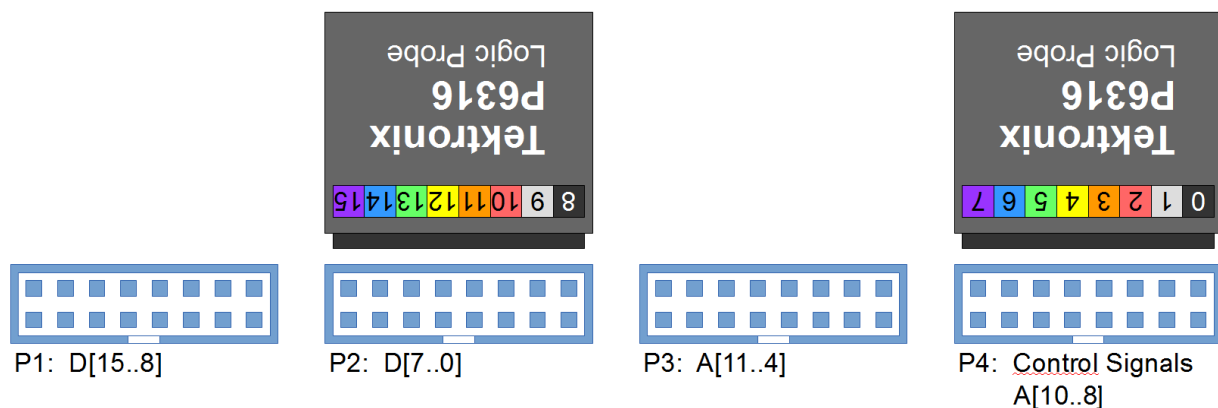 Logic Probe
P6316
Tektronix
15 14 13 12 11 10 9 8
Logic Probe
P6316
Tektronix
7 6 5 4 3 2 1 0
P1: D[15..8]
P2: D[7..0]
P3: A[11..4]
P4: Control Signals
A[10..8]